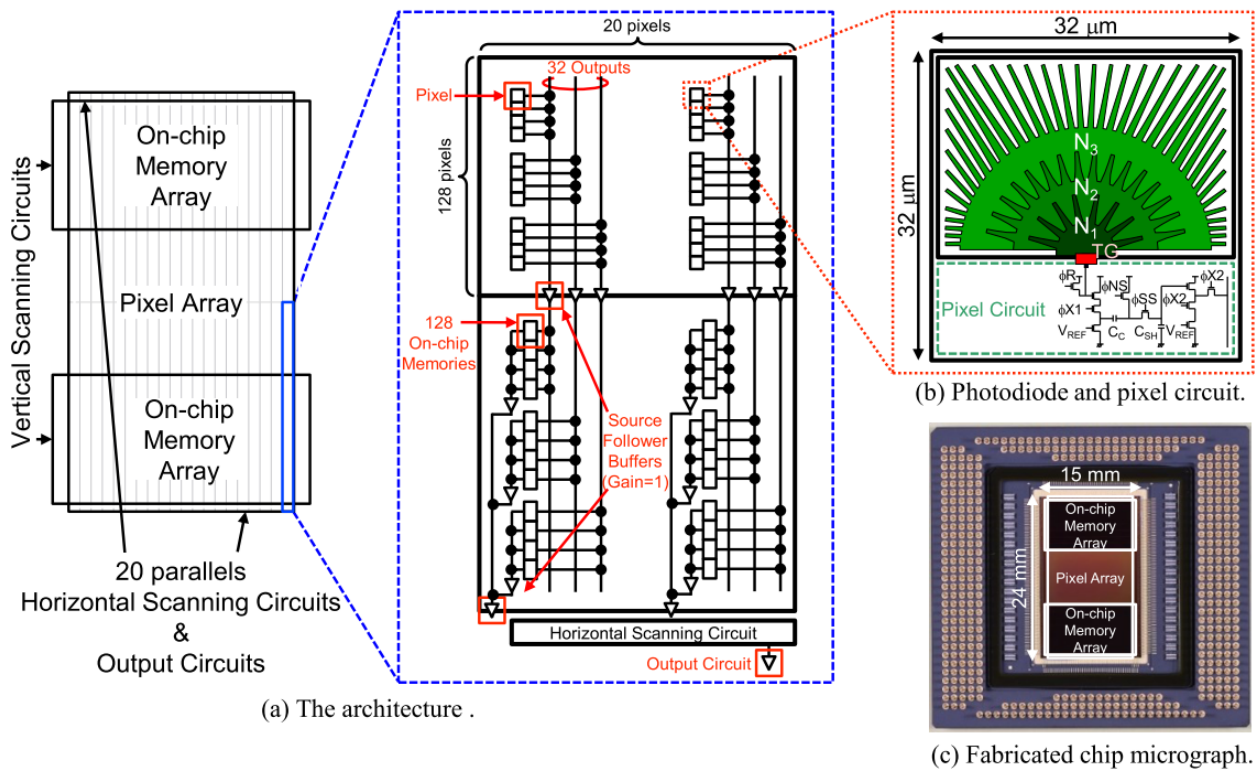 Vertical Scanning Circuits
On-chip
Memory
Array
Pixel Array
On-chip
Memory
Array
20 parallels
Horizontal Scanning Circuits
&
Output Circuits
20 pixels
32 Outputs
Pixel
128 pixels
128
On-chip
Memories
Source
Follower
Buffers
(Gain=1)
Horizontal Scanning Circuit
Output Circuit
(a) The architecture .
32 μm
32 μm
N3
N2
N1
TG
Pixel Circuit
ϕR
ϕX1
VREF
ϕNS
CC
ϕSS
CSH
ϕX2
VREF
ϕX2
(b) Photodiode and pixel circuit.
15 mm
24 mm
On-chip
Memory
Array
Pixel Array
On-chip
Memory
Array
(c) Fabricated chip micrograph.